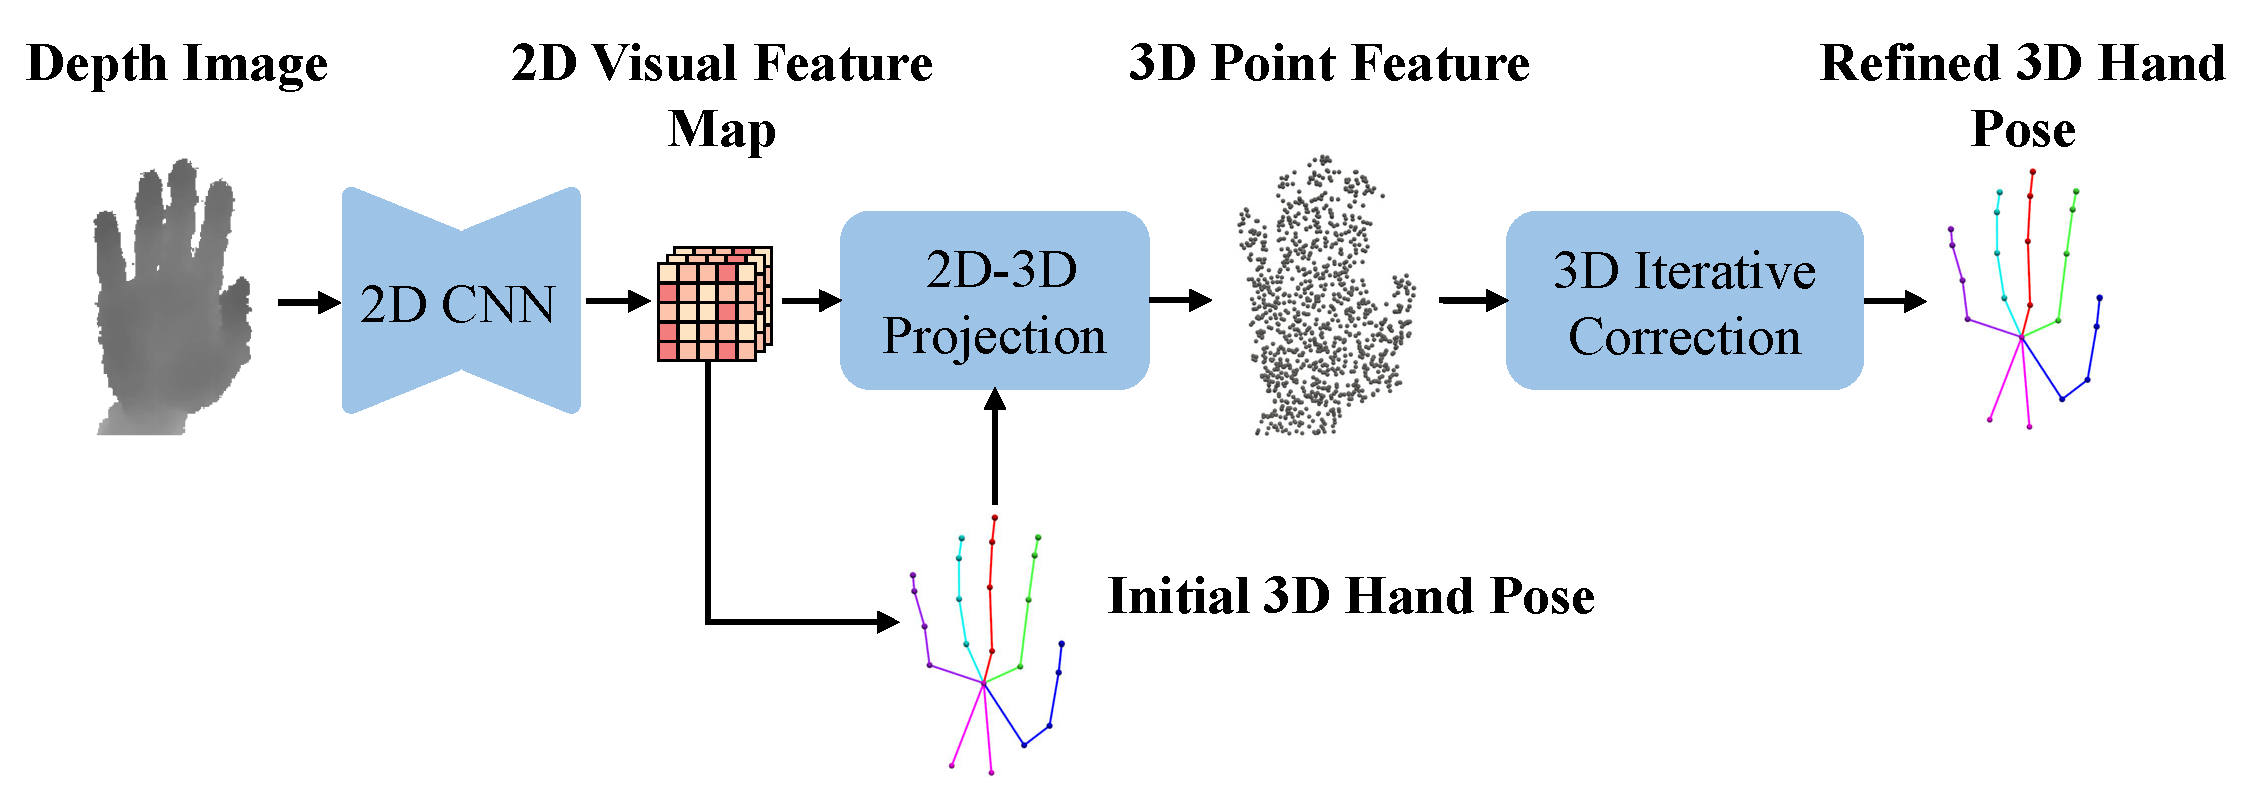 Depth Image
2D Visual Feature
Map
3D Point Feature
Refined 3D Hand
Pose
2D CNN
2D-3D
Projection
3D Iterative
Correction
Initial 3D Hand Pose